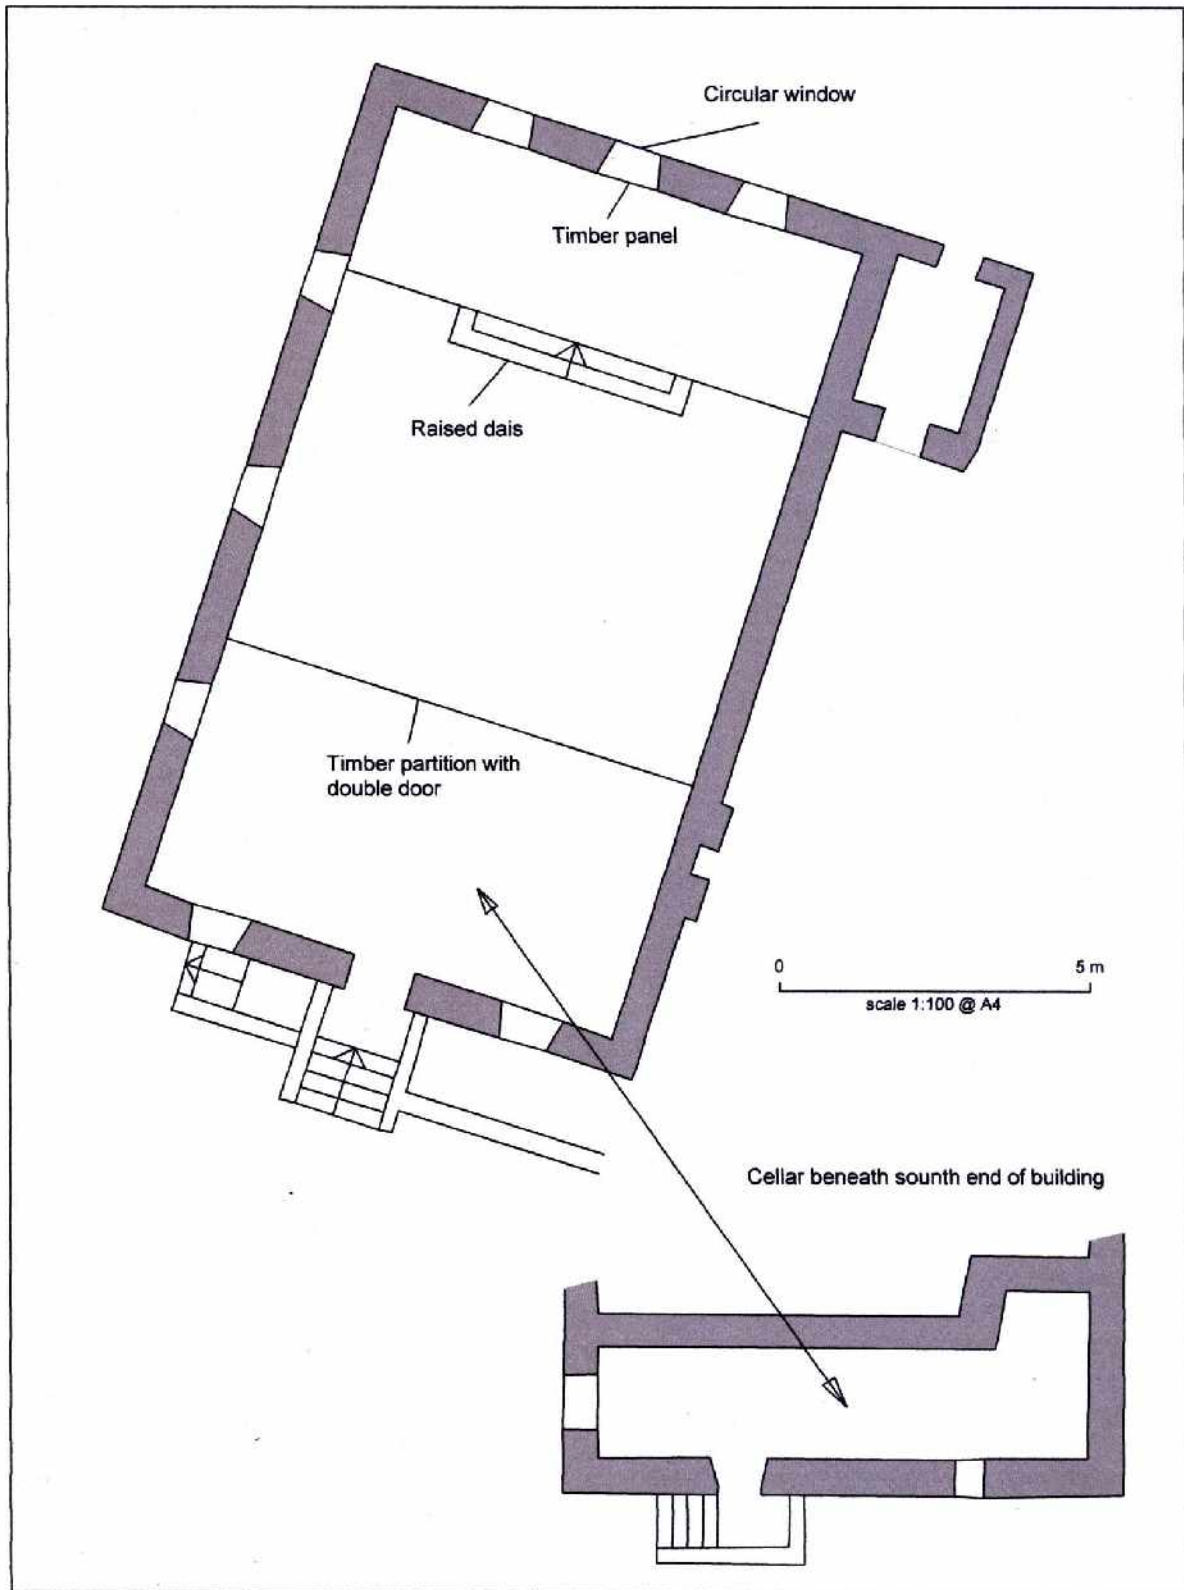 Circular window
Timber panel
Raised dais
Timber partition with
double door
0 5 m
scale 1:100 @ A4
Cellar beneath sounth end of building